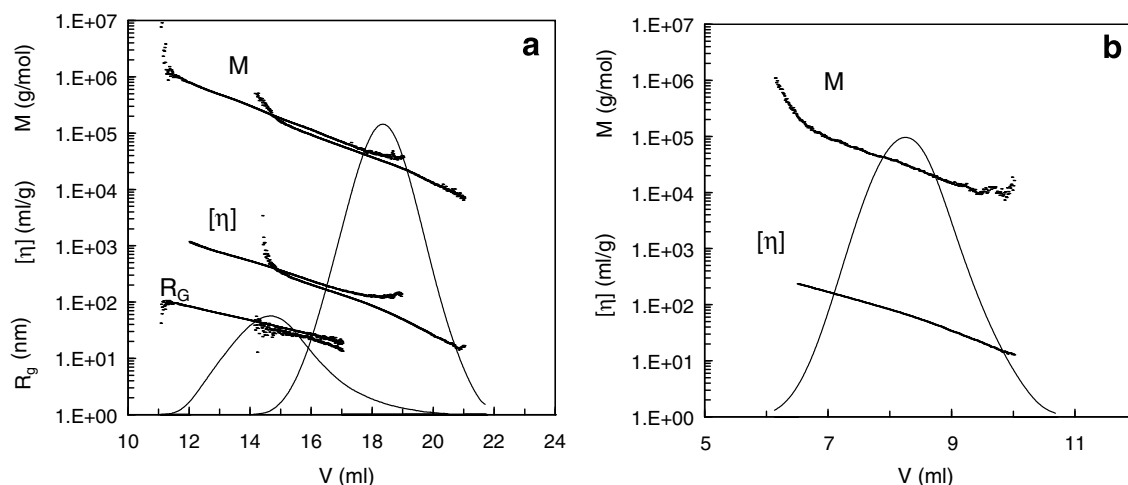 a
M (g/mol)
[η] (ml/g)
R_g (nm)
1.E+07
1.E+06
1.E+05
1.E+04
1.E+03
1.E+02
1.E+01
1.E+00
M
[η]
R_G
10 12 14 16 18 20 22 24
V (ml)
b
M (g/mol)
[η] (ml/g)
1.E+07
1.E+06
1.E+05
1.E+04
1.E+03
1.E+02
1.E+01
1.E+00
M
[η]
5 7 9 11
V (ml)